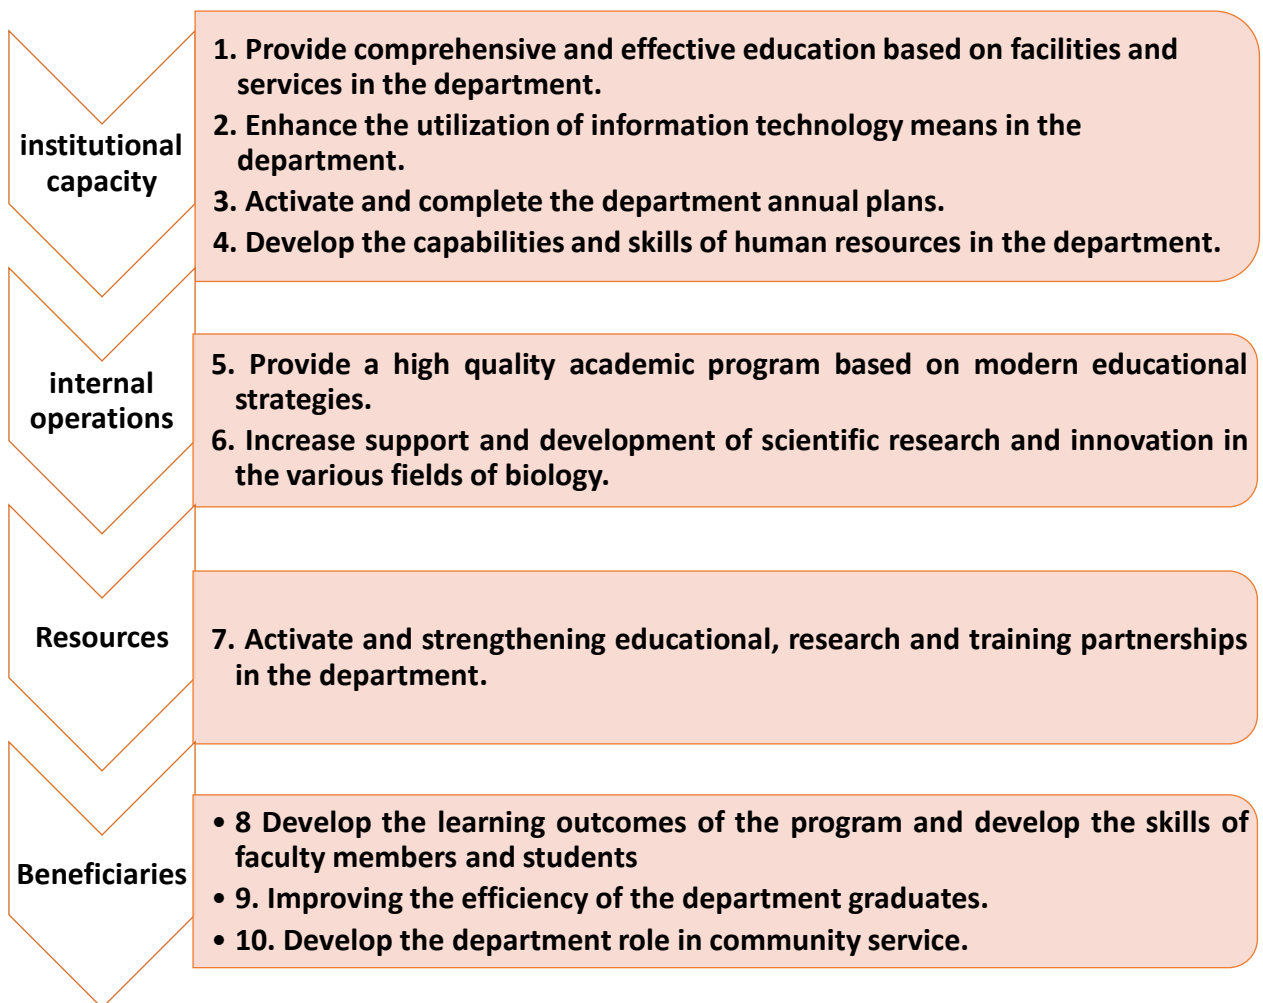 institutional
capacity
1. Provide comprehensive and effective education based on facilities and
services in the department.
2. Enhance the utilization of information technology means in the
department.
3. Activate and complete the department annual plans.
4. Develop the capabilities and skills of human resources in the department.
internal
operations
5. Provide a high quality academic program based on modern educational
strategies.
6. Increase support and development of scientific research and innovation in
the various fields of biology.
Resources
7. Activate and strengthening educational, research and training partnerships
in the department.
Beneficiaries
• 8 Develop the learning outcomes of the program and develop the skills of
faculty members and students
• 9. Improving the efficiency of the department graduates.
• 10. Develop the department role in community service.